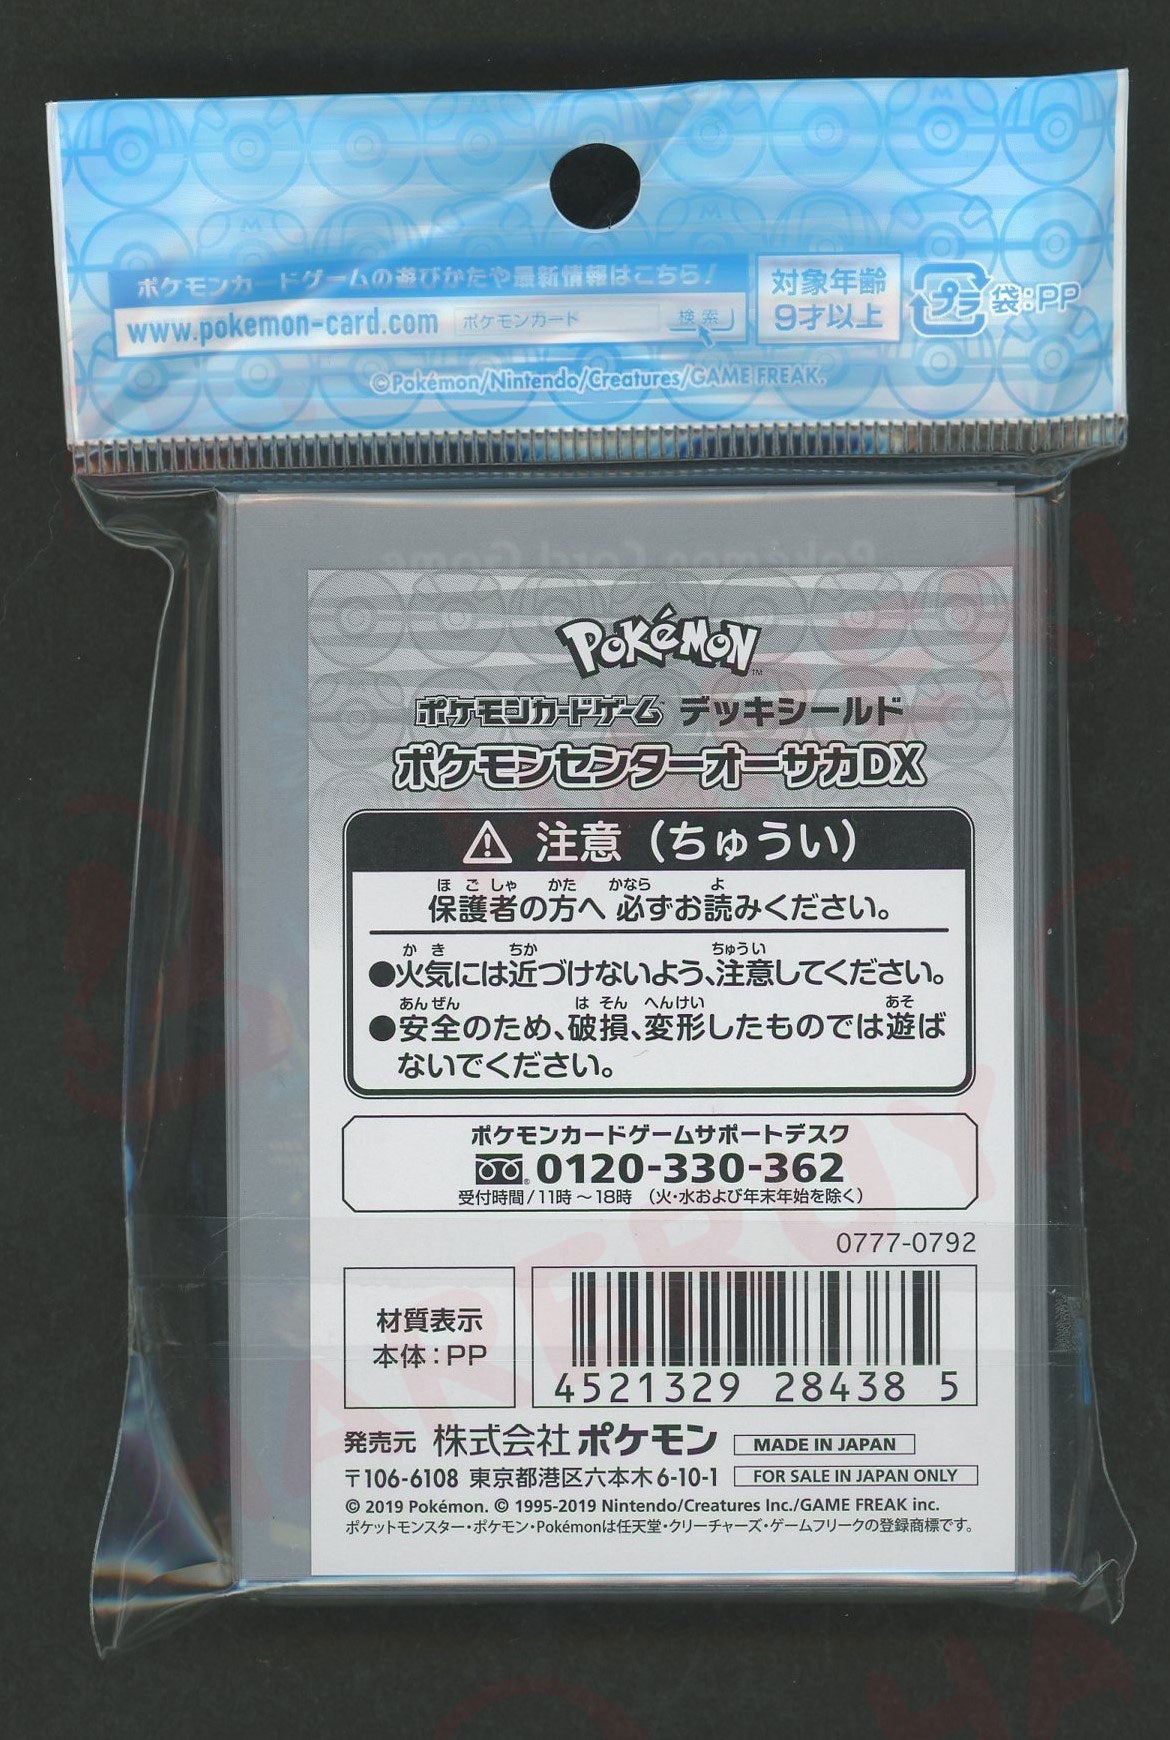 ポケモンカードゲームの遊びかたや最新情報はこちら!
www.pokemon-card.com ポケモンカード 検索
対象年齢
9才以上
プラ 袋:PP
©Pokémon/Nintendo/Creatures/GAME FREAK.
Pokémon Card Game
POKéMON TM
ポケモンカードゲーム デッキシールド
ポケモンセンターオーサカDX
注意(ちゅうい)
ほごしゃ かた かなら よ
保護者の方へ 必ずお読みください。
かき ちか ちゅうい
●火気には近づけないよう、注意してください。
あんぜん はそん へんけい あそ
●安全のため、破損、変形したものでは遊ば
ないでください。
ポケモンカードゲームサポートデスク
0120-330-362
受付時間/11時~18時 (火・水および年末年始を除く)
0777-0792
材質表示
本体:PP
4521329 28438 5
発売元 株式会社ポケモン MADE IN JAPAN
〒106-6108 東京都港区六本木6-10-1 FOR SALE IN JAPAN ONLY
© 2019 Pokémon. © 1995-2019 Nintendo/Creatures Inc./GAME FREAK inc.
ポケットモンスター・ポケモン・Pokémonは任天堂・クリーチャーズ・ゲームフリークの登録商標です。